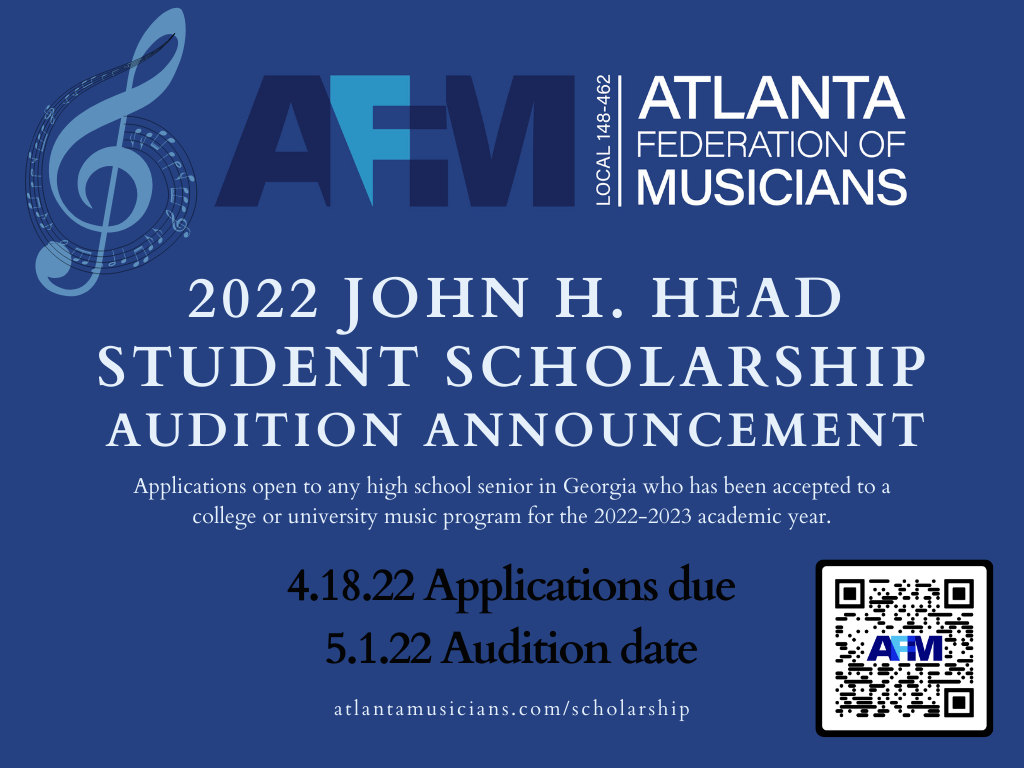 AFM
LOCAL 148-462
ATLANTA
FEDERATION OF
MUSICIANS
2022 JOHN H. HEAD
STUDENT SCHOLARSHIP
AUDITION ANNOUNCEMENT
Applications open to any high school senior in Georgia who has been accepted to a
college or university music program for the 2022-2023 academic year.
4.18.22 Applications due
5.1.22 Audition date
AFM
atlantamusicians.com/scholarship